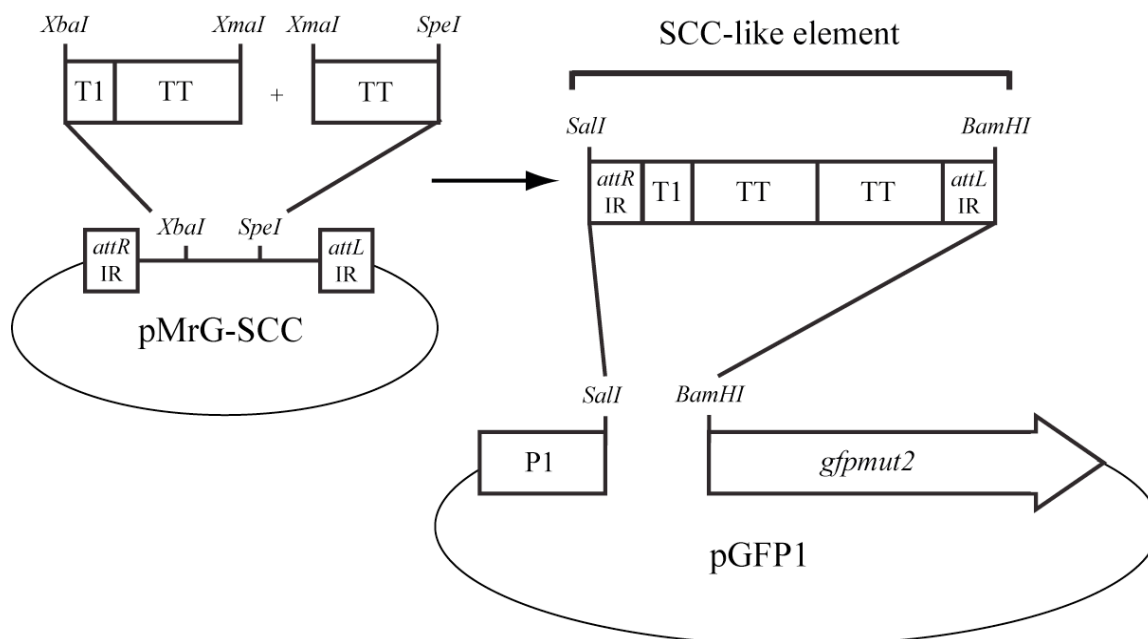 XbaI XmaI XmaI SpeI
T1 TT + TT
XbaI SpeI
attR IR attL IR
pMrG-SCC
SCC-like element
SalI BamHI
attR IR T1 TT TT attL IR
SalI BamHI
P1 gfpmut2
pGFP1